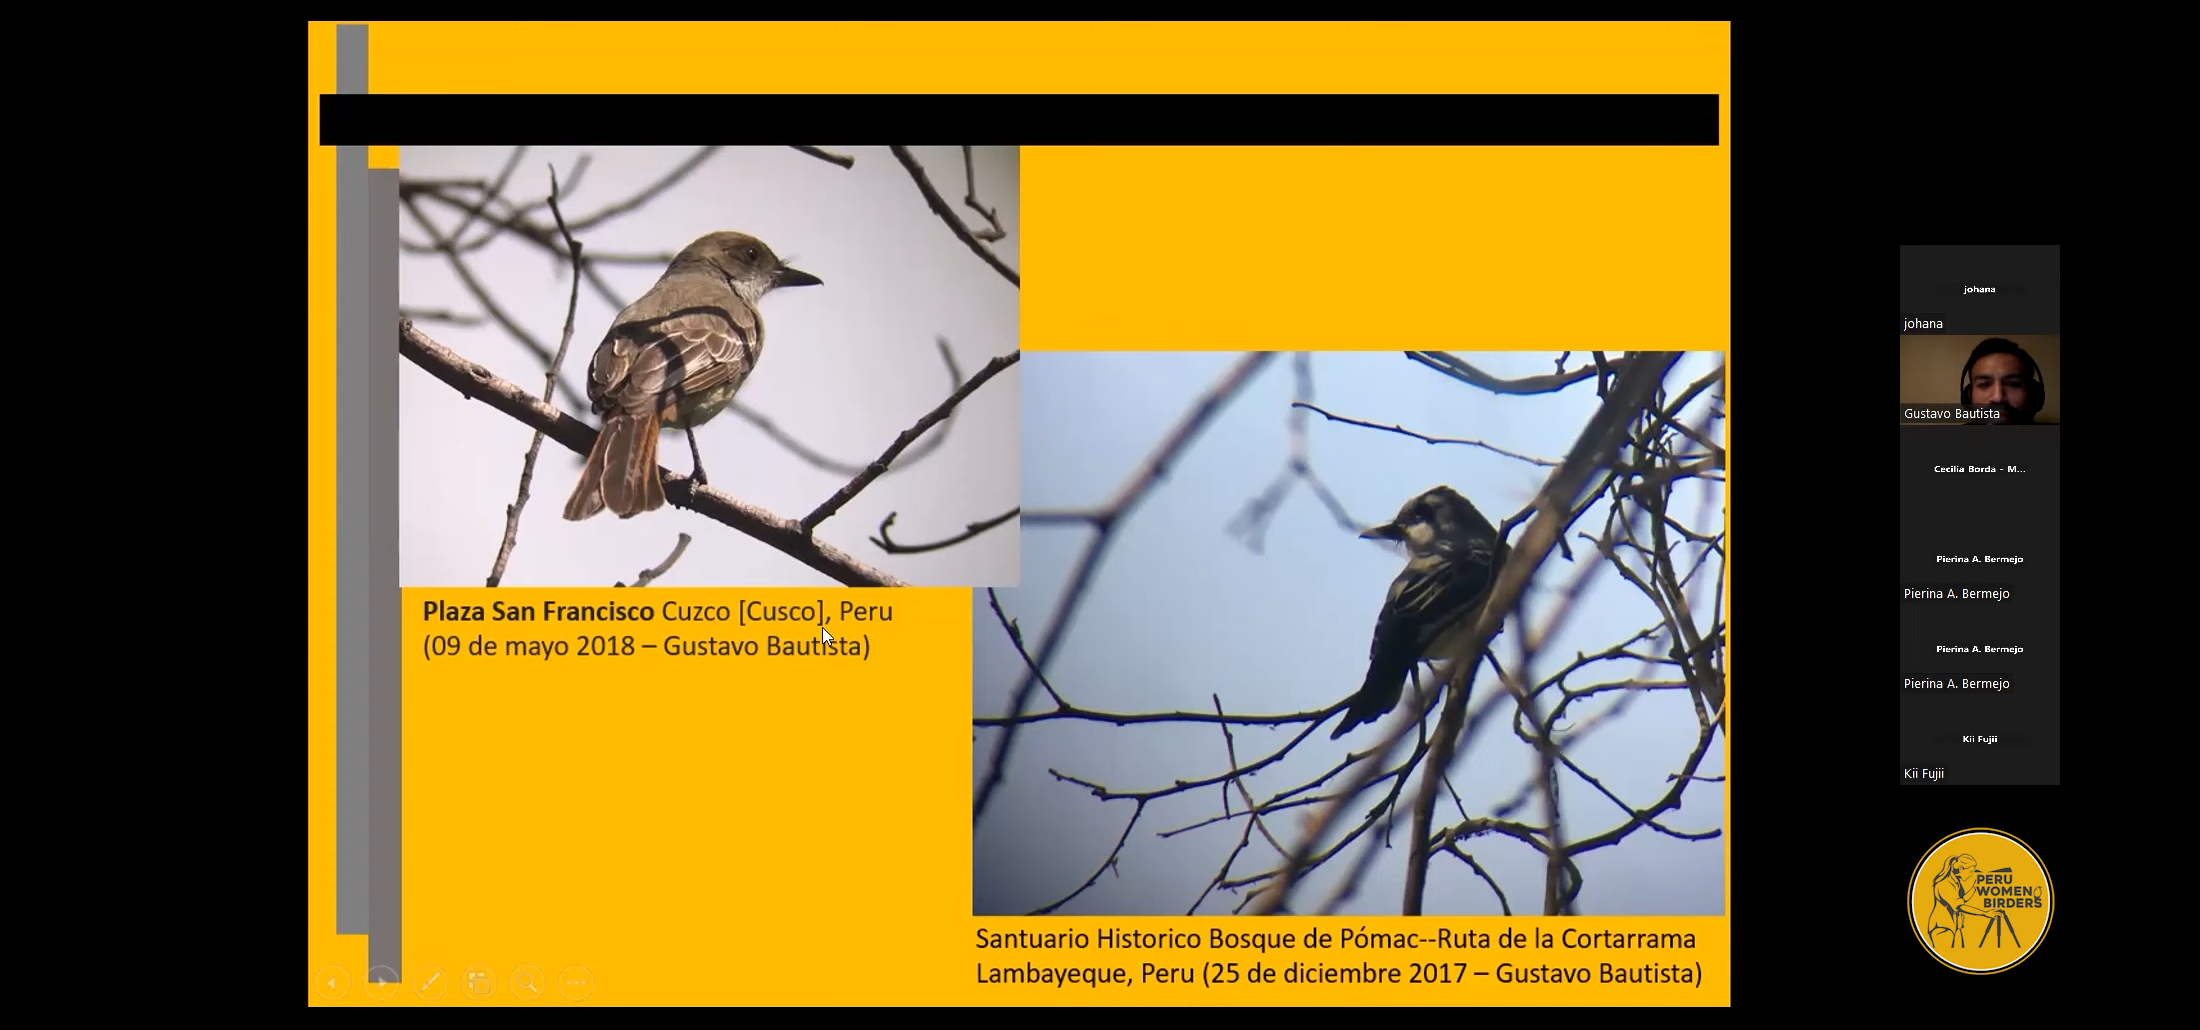 Plaza San Francisco Cuzco [Cusco], Peru
(09 de mayo 2018 – Gustavo Bautista)
Santuario Historico Bosque de Pómac--Ruta de la Cortarrama
Lambayeque, Peru (25 de diciembre 2017 – Gustavo Bautista)
johana
johana
Gustavo Bautista
Cecilia Borda - M...
Pierina A. Bermejo
Pierina A. Bermejo
Pierina A. Bermejo
Pierina A. Bermejo
Kii Fujii
Kii Fujii
PERU
WOMEN
BIRDERS